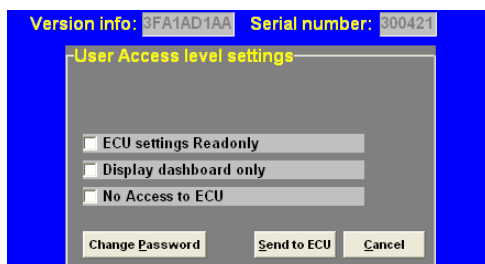 Version info: 3FA1AD1AA Serial number: 300421
User Access level settings
ECU settings Readonly
Display dashboard only
No Access to ECU
Change Password Send to ECU Cancel